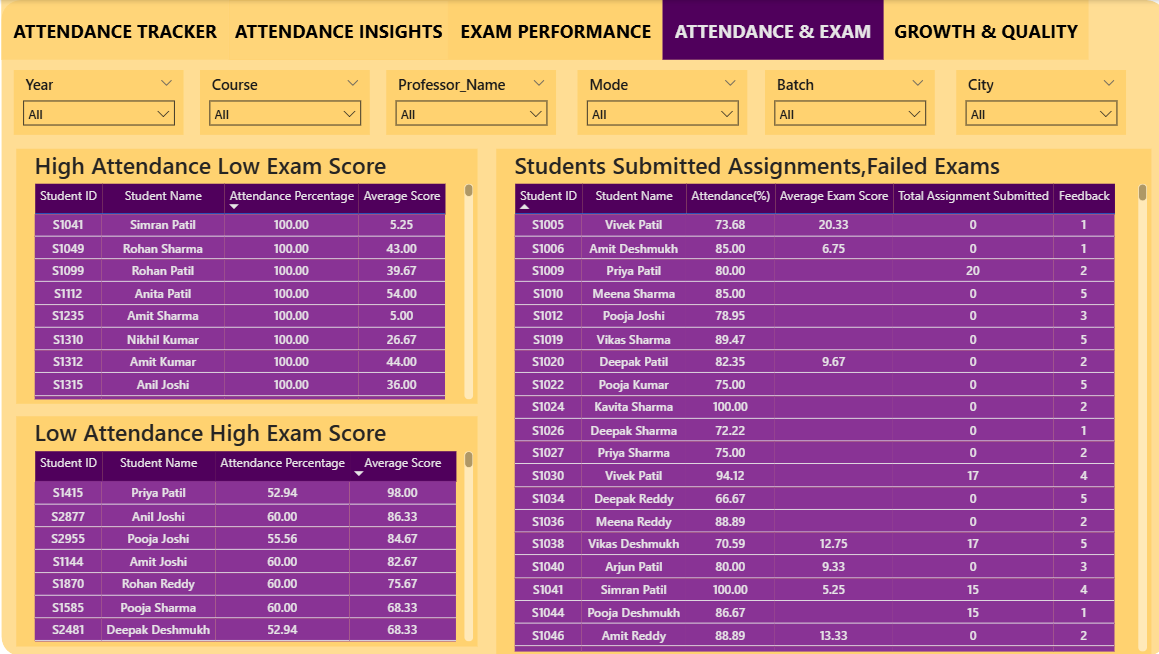 ATTENDANCE TRACKER ATTENDANCE INSIGHTS EXAM PERFORMANCE ATTENDANCE & EXAM GROWTH & QUALITY
Year Course Professor_Name Mode Batch City
All All All All All All
High Attendance Low Exam Score
Student ID Student Name Attendance Percentage Average Score
S1041 Simran Patil 100.00 5.25
S1049 Rohan Sharma 100.00 43.00
S1099 Rohan Patil 100.00 39.67
S1112 Anita Patil 100.00 54.00
S1235 Amit Sharma 100.00 5.00
S1310 Nikhil Kumar 100.00 26.67
S1312 Amit Kumar 100.00 44.00
S1315 Anil Joshi 100.00 36.00
Low Attendance High Exam Score
Student ID Student Name Attendance Percentage Average Score
S1415 Priya Patil 52.94 98.00
S2877 Anil Joshi 60.00 86.33
S2955 Pooja Joshi 55.56 84.67
S1144 Amit Joshi 60.00 82.67
S1870 Rohan Reddy 60.00 75.67
S1585 Pooja Sharma 60.00 68.33
S2481 Deepak Deshmukh 52.94 68.33
Students Submitted Assignments,Failed Exams
Student ID Student Name Attendance(%) Average Exam Score Total Assignment Submitted Feedback
S1005 Vivek Patil 73.68 20.33 0 1
S1006 Amit Deshmukh 85.00 6.75 0 1
S1009 Priya Patil 80.00 20 2
S1010 Meena Sharma 85.00 0 5
S1012 Pooja Joshi 78.95 0 3
S1019 Vikas Sharma 89.47 0 5
S1020 Deepak Patil 82.35 9.67 0 2
S1022 Pooja Kumar 75.00 0 5
S1024 Kavita Sharma 100.00 0 2
S1026 Deepak Sharma 72.22 0 1
S1027 Priya Sharma 75.00 0 2
S1030 Vivek Patil 94.12 17 4
S1034 Deepak Reddy 66.67 0 5
S1036 Meena Reddy 88.89 0 2
S1038 Vikas Deshmukh 70.59 12.75 17 5
S1040 Arjun Patil 80.00 9.33 0 3
S1041 Simran Patil 100.00 5.25 15 4
S1044 Pooja Deshmukh 86.67 15 1
S1046 Amit Reddy 88.89 13.33 0 2